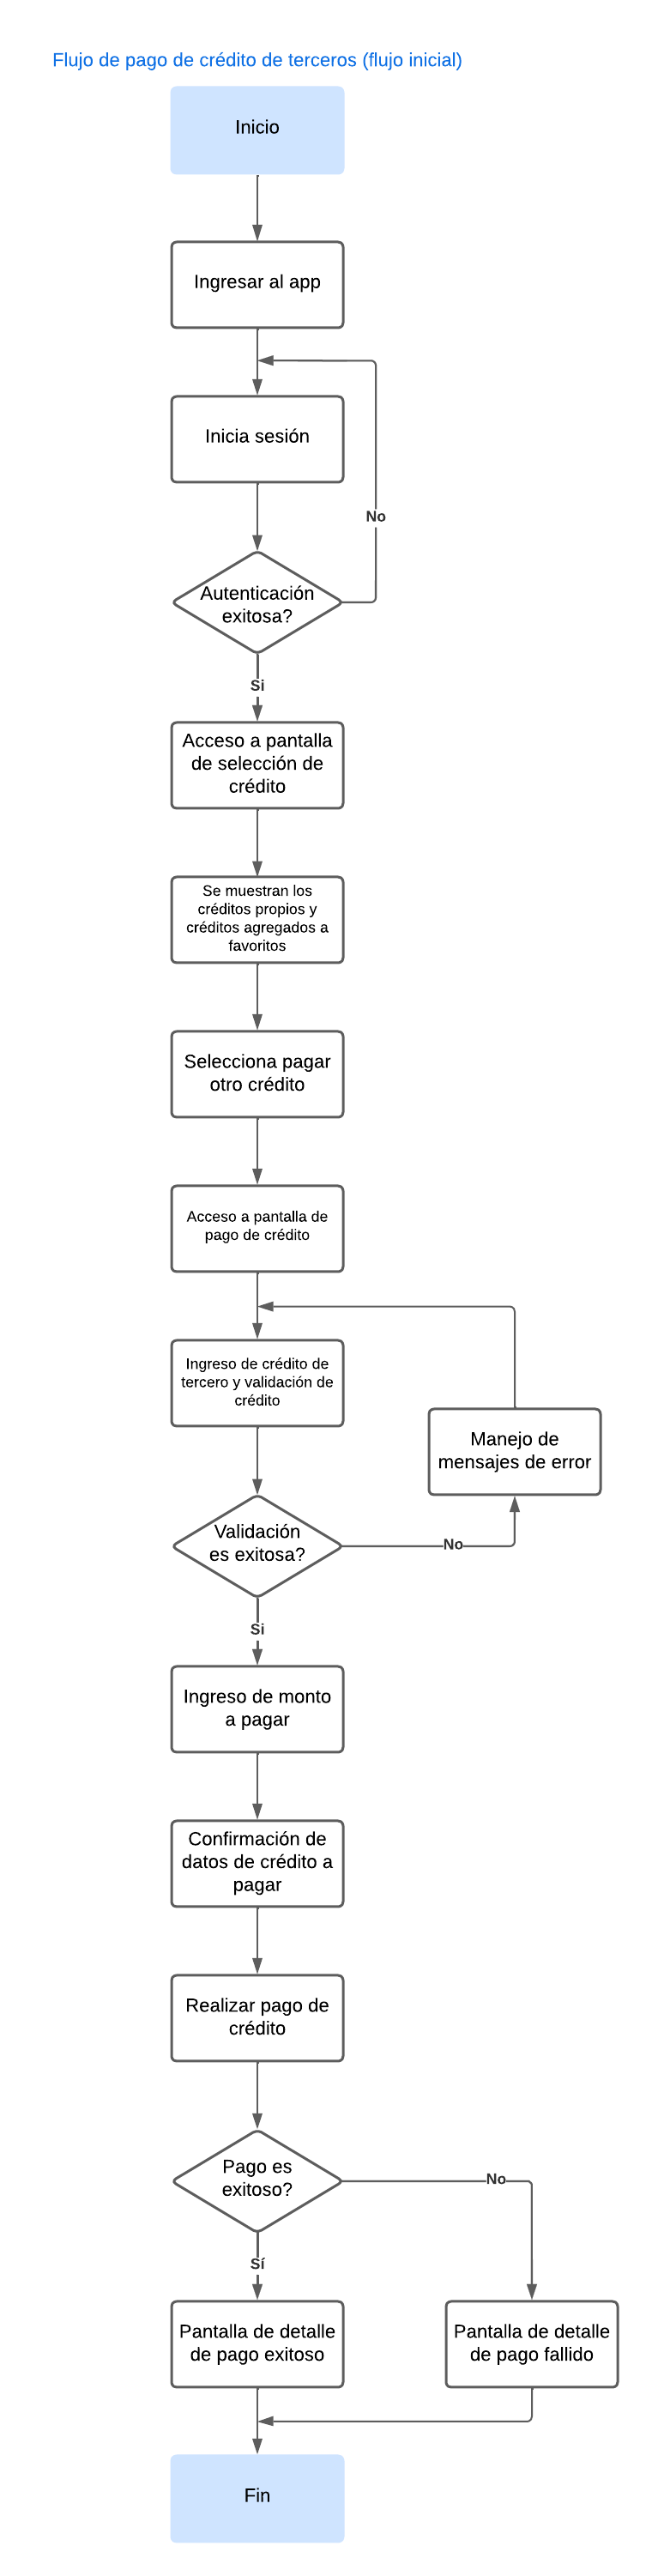 Flujo de pago de crédito de terceros (flujo inicial)
Inicio
Ingresar al app
Inicia sesión
No
Autenticación
exitosa?
Si
Acceso a pantalla
de selección de
crédito
Se muestran los
créditos propios y
créditos agregados a
favoritos
Selecciona pagar
otro crédito
Acceso a pantalla de
pago de crédito
Ingreso de crédito de
tercero y validación de
crédito
Manejo de
mensajes de error
Validación
es exitosa?
No
Si
Ingreso de monto
a pagar
Confirmación de
datos de crédito a
pagar
Realizar pago de
crédito
Pago es
exitoso?
No
Sí
Pantalla de detalle
de pago exitoso
Pantalla de detalle
de pago fallido
Fin